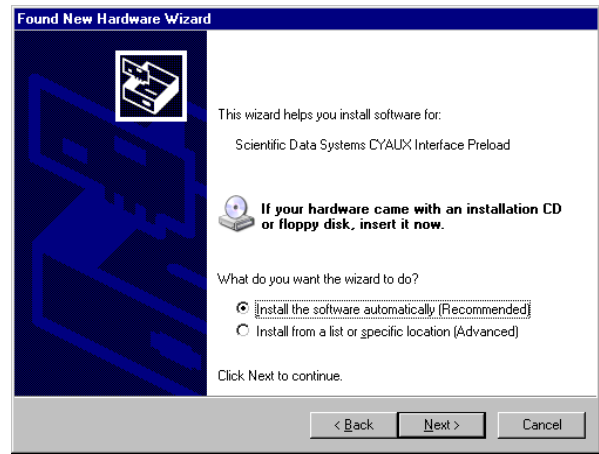 Found New Hardware Wizard
This wizard helps you install software for:
Scientific Data Systems CYAUX Interface Preload
If your hardware came with an installation CD
or floppy disk, insert it now.
What do you want the wizard to do?
Install the software automatically (Recommended)
Install from a list or specific location (Advanced)
Click Next to continue.
< Back Next > Cancel